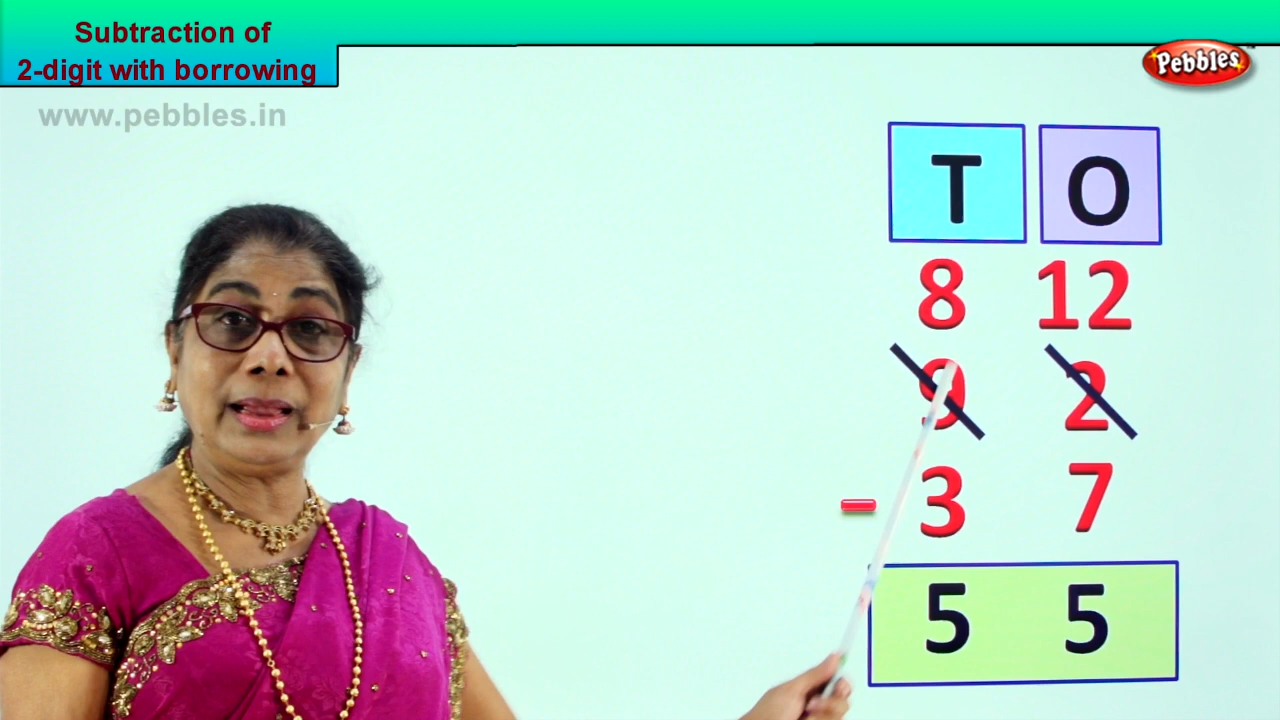 Subtraction of
2-digit with borrowing
Pebbles
www.pebbles.in
T O
8 12
9 2
- 3 7
5 5